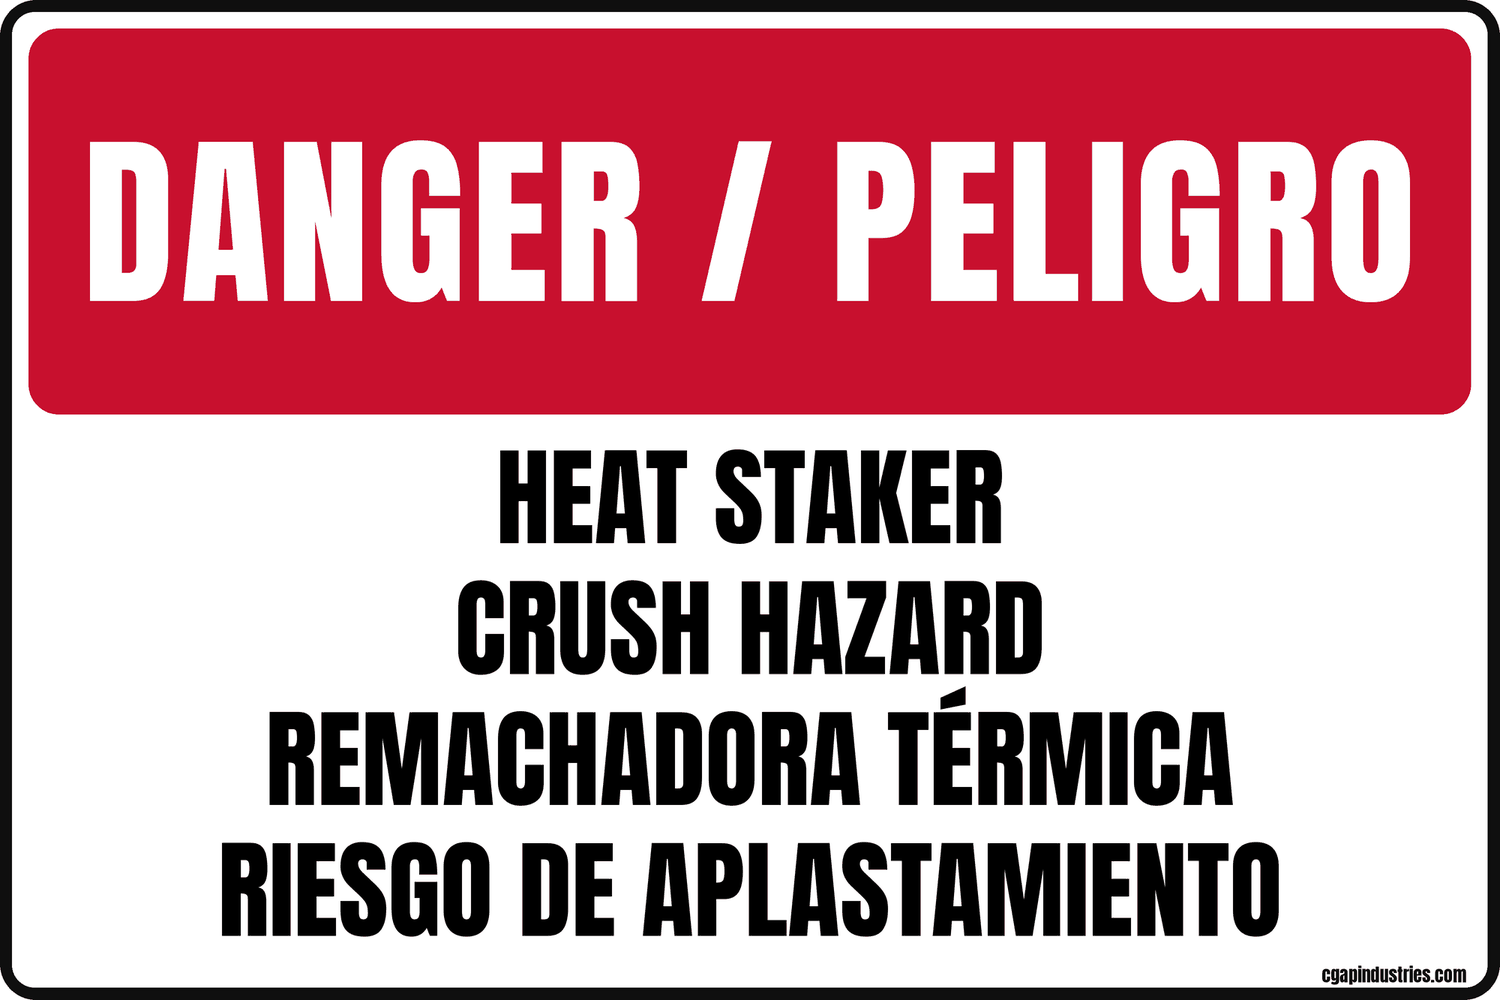 DANGER / PELIGRO
HEAT STAKER
CRUSH HAZARD
REMACHADORA TÉRMICA
RIESGO DE APLASTAMIENTO
cgapindustries.com